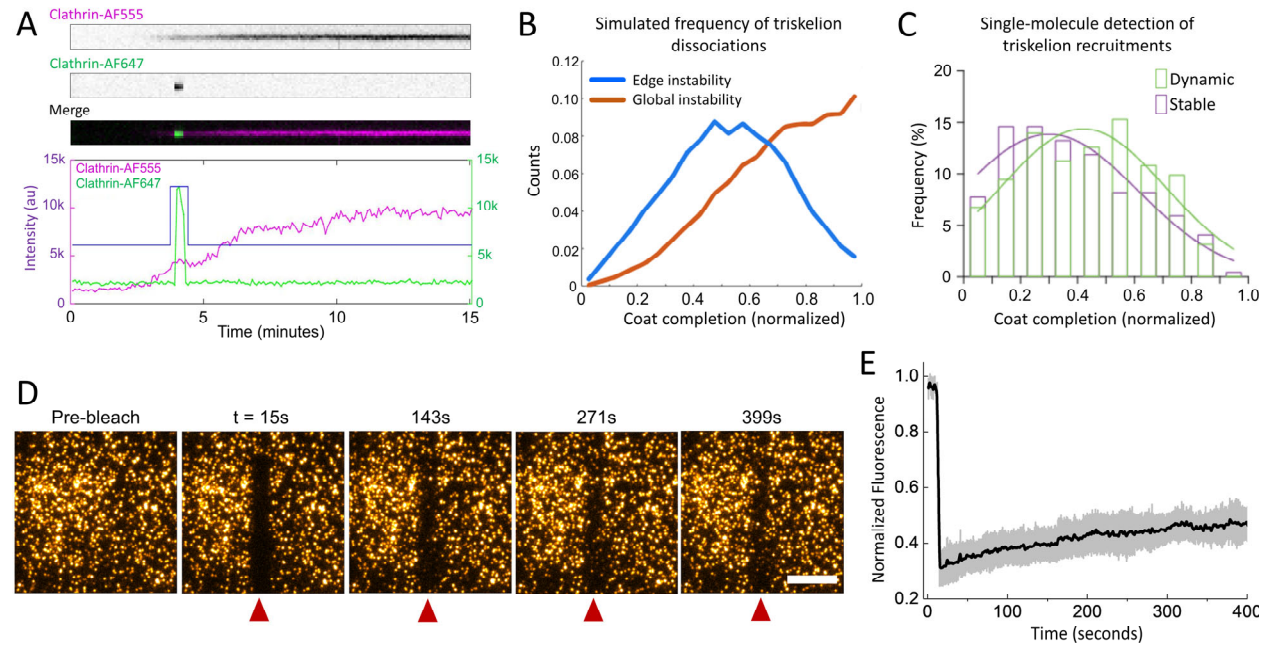 A
Clathrin-AF555
Clathrin-AF647
Merge
15k
10k
5k
0
Intensity (au)
Clathrin-AF555
Clathrin-AF647
15k
10k
5k
0
0
5
10
15
Time (minutes)
B
Simulated frequency of triskelion
dissociations
0.12
0.10
0.08
0.06
0.04
0.02
0
Counts
Edge instability
Global instability
0
0.2
0.4
0.6
0.8
1.0
Coat completion (normalized)
C
Single-molecule detection of
triskelion recruitments
20
15
10
5
0
Frequency (%)
Dynamic
Stable
0
0.2
0.4
0.6
0.8
1.0
Coat completion (normalized)
D
Pre-bleach
t = 15s
143s
271s
399s
E
1.0
0.8
0.6
0.4
0.2
Normalized Fluorescence
0
100
200
300
400
Time (seconds)